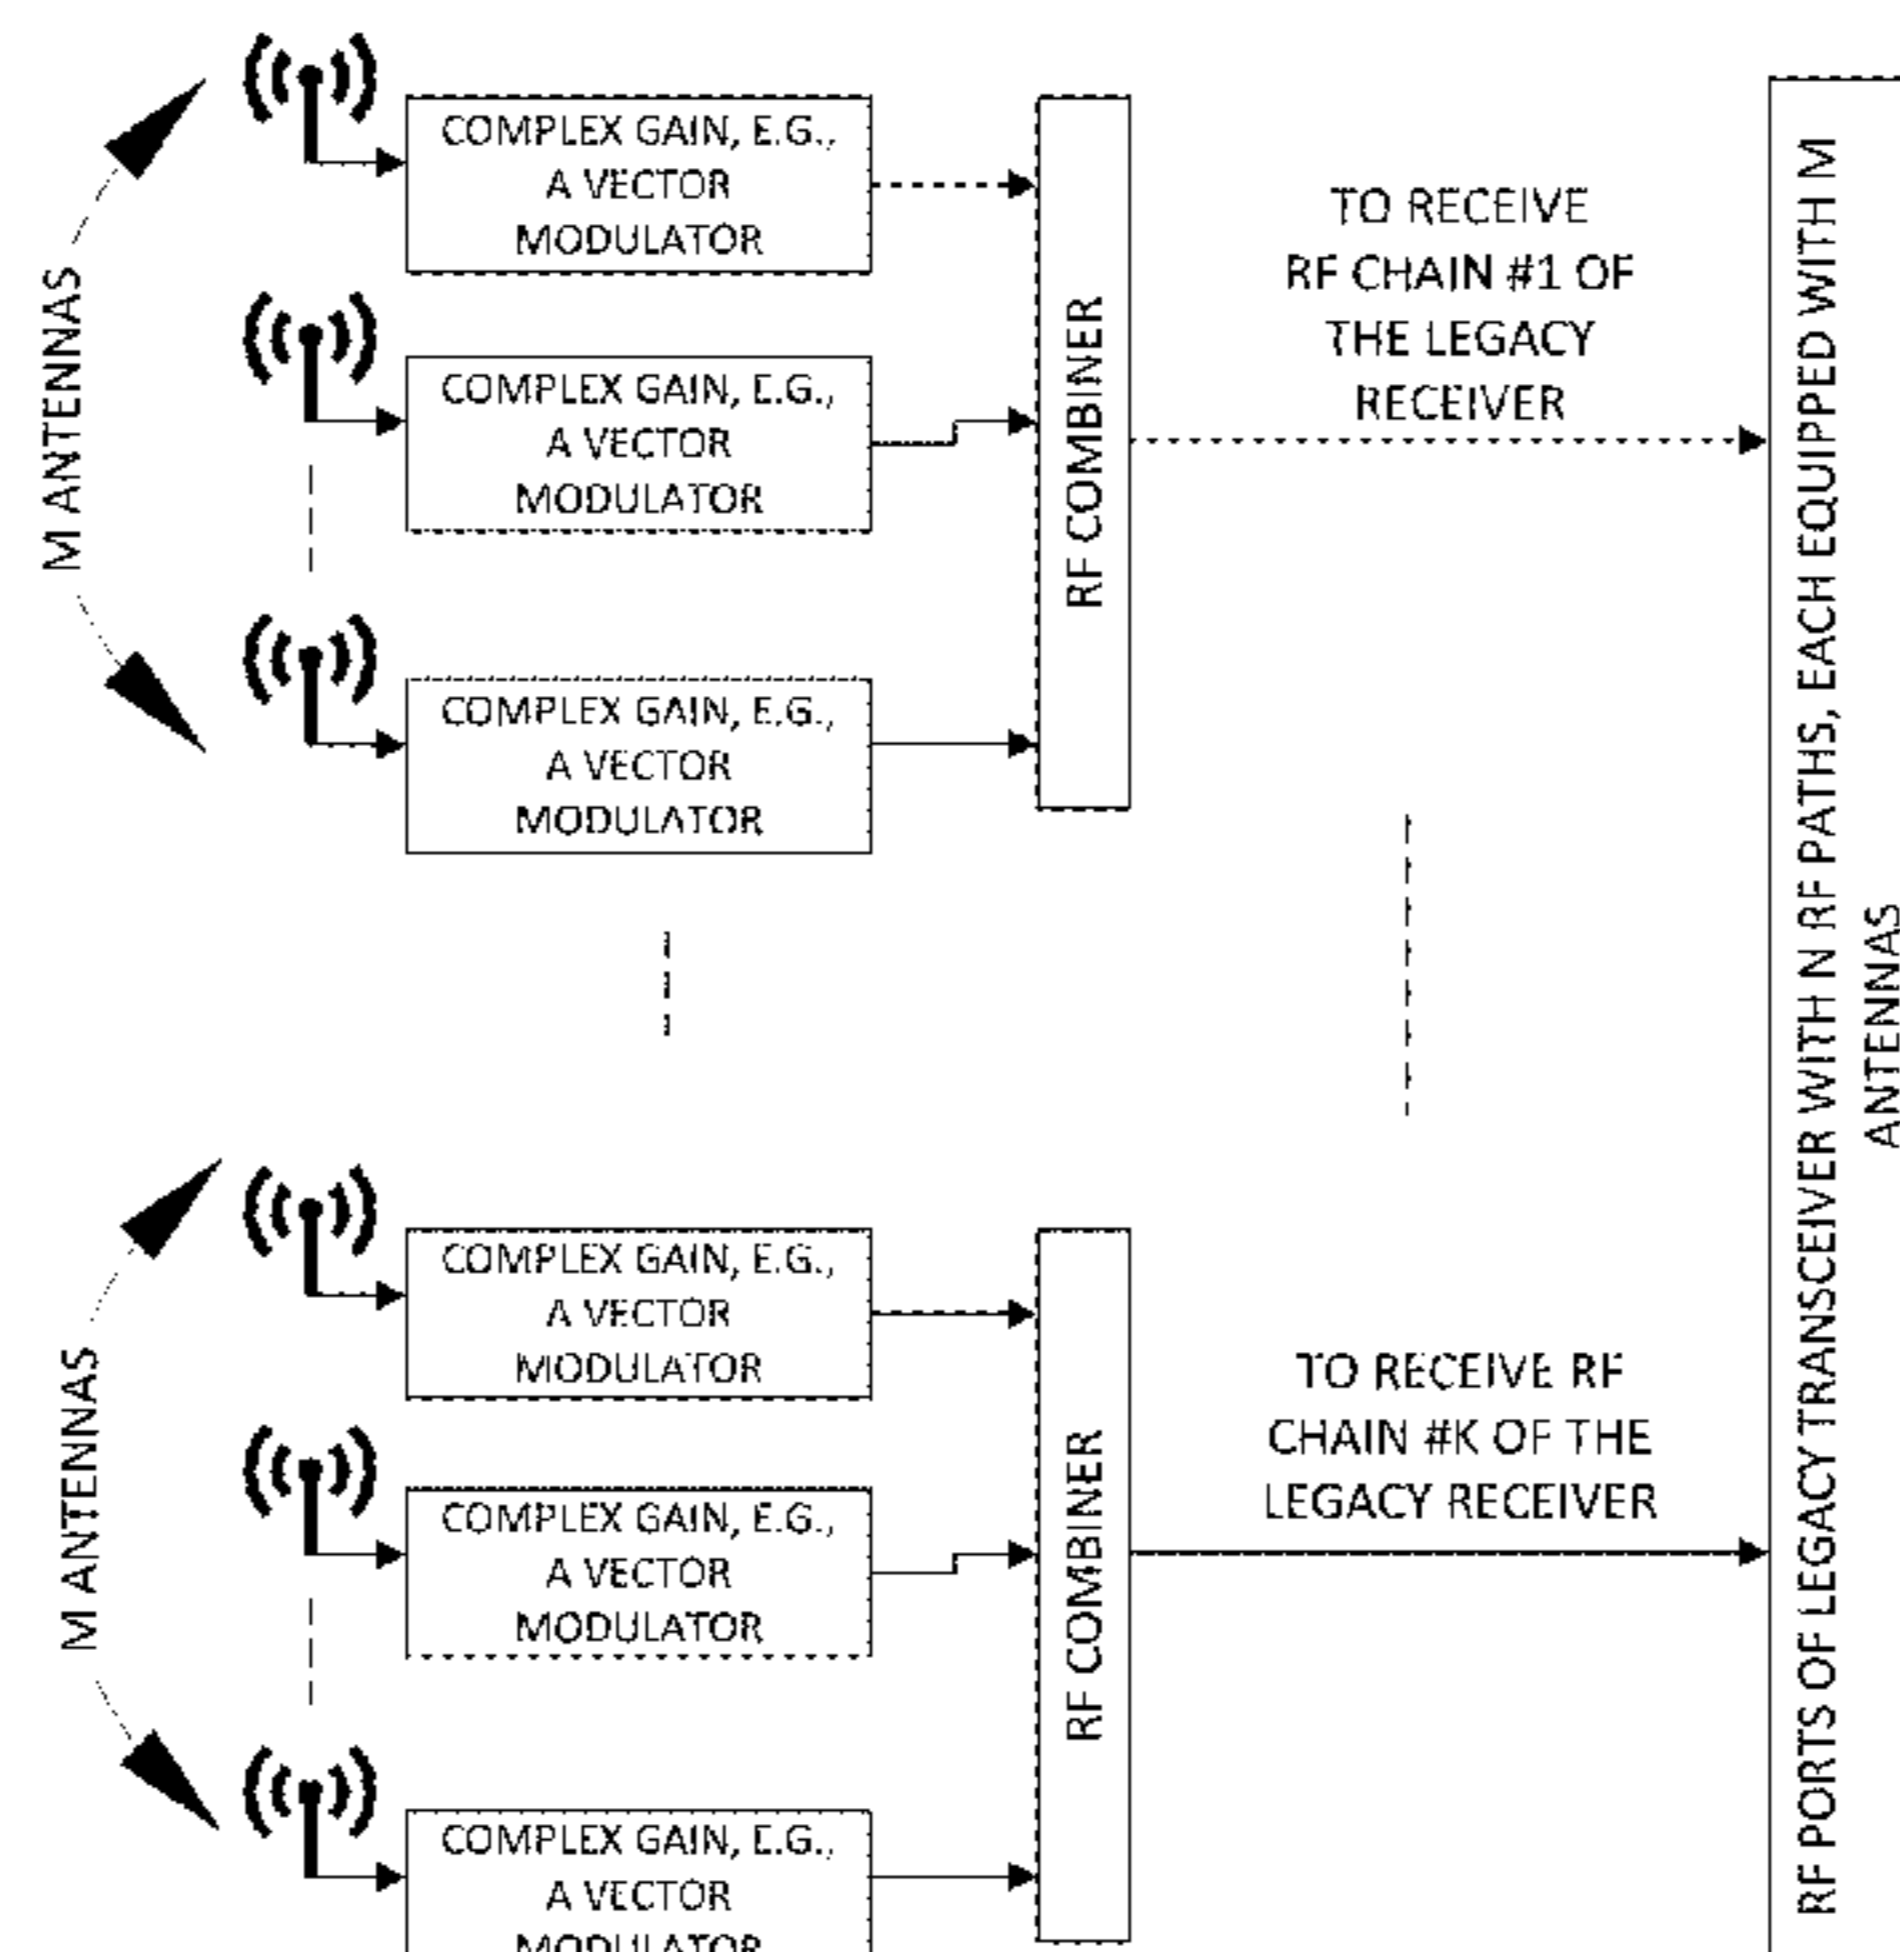 M ANTENNAS
COMPLEX GAIN, E.G.,
A VECTOR
MODULATOR
COMPLEX GAIN, E.G.,
A VECTOR
MODULATOR
COMPLEX GAIN, E.G.,
A VECTOR
MODULATOR
RF COMBINER
TO RECEIVE
RF CHAIN #1 OF
THE LEGACY
RECEIVER
M ANTENNAS
COMPLEX GAIN, E.G.,
A VECTOR
MODULATOR
COMPLEX GAIN, E.G.,
A VECTOR
MODULATOR
COMPLEX GAIN, E.G.,
A VECTOR
MODULATOR
RF COMBINER
TO RECEIVE RF
CHAIN #K OF THE
LEGACY RECEIVER
RF PORTS OF LEGACY TRANSCEIVER WITH N RF PATHS, EACH EQUIPPED WITH M
ANTENNAS